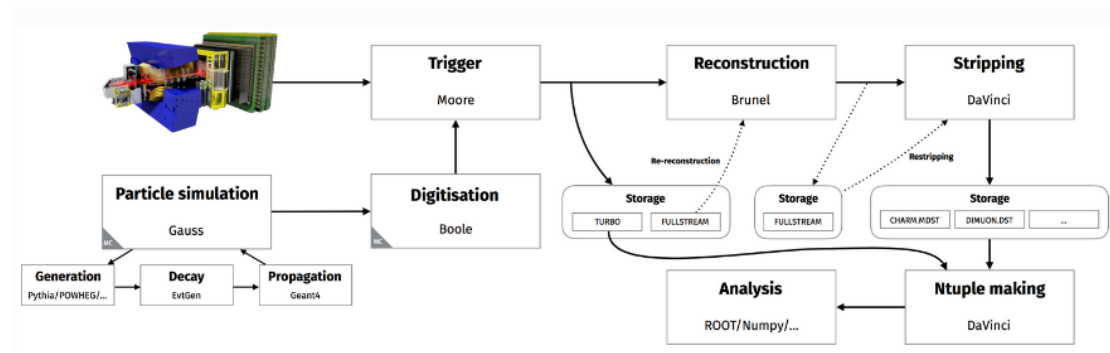 Trigger
Moore
Reconstruction
Brunel
Stripping
DaVinci
Re-reconstruction
Restripping
Particle simulation
Gauss
MC
Digitisation
Boole
MC
Storage
TURBO
FULLSTREAM
Storage
FULLSTREAM
Storage
CHARM.MDST
DIMUON.DST
...
Generation
Pythia/POWHEG/...
Decay
EvtGen
Propagation
Geant4
Analysis
ROOT/Numpy/...
Ntuple making
DaVinci